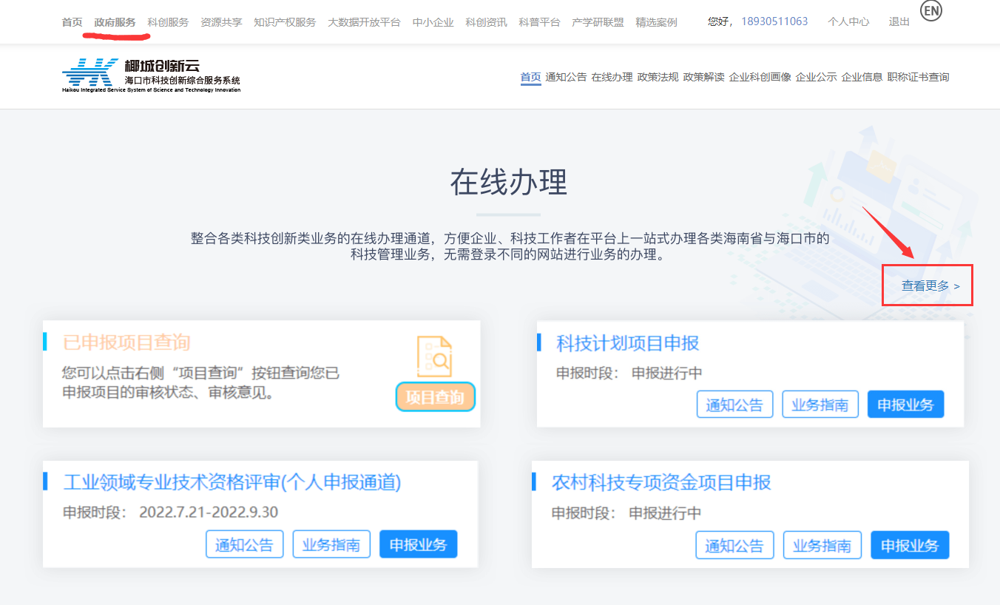 首页 政府服务 科创服务 资源共享 知识产权服务 大数据开放平台 中小企业 科创资讯 科普平台 产学研联盟 精选案例 您好， 18930511063 个人中心 退出 EN
HK 椰城创新云
海口市科技创新综合服务系统
Haikou Integrated Service System of Science and Technology Innovation
首页 通知公告 在线办理 政策法规 政策解读 企业科创画像 企业公示 企业信息 职称证书查询
在线办理
整合各类科技创新类业务的在线办理通道，方便企业、科技工作者在平台上一站式办理各类海南省与海口市的
科技管理业务，无需登录不同的网站进行业务的办理。
查看更多 >
已申报项目查询
您可以点击右侧“项目查询”按钮查询您已
申报项目的审核状态、审核意见。
项目查询
科技计划项目申报
申报时段： 申报进行中
通知公告 业务指南 申报业务
工业领域专业技术资格评审(个人申报通道)
申报时段： 2022.7.21-2022.9.30
通知公告 业务指南 申报业务
农村科技专项资金项目申报
申报时段： 申报进行中
通知公告 业务指南 申报业务